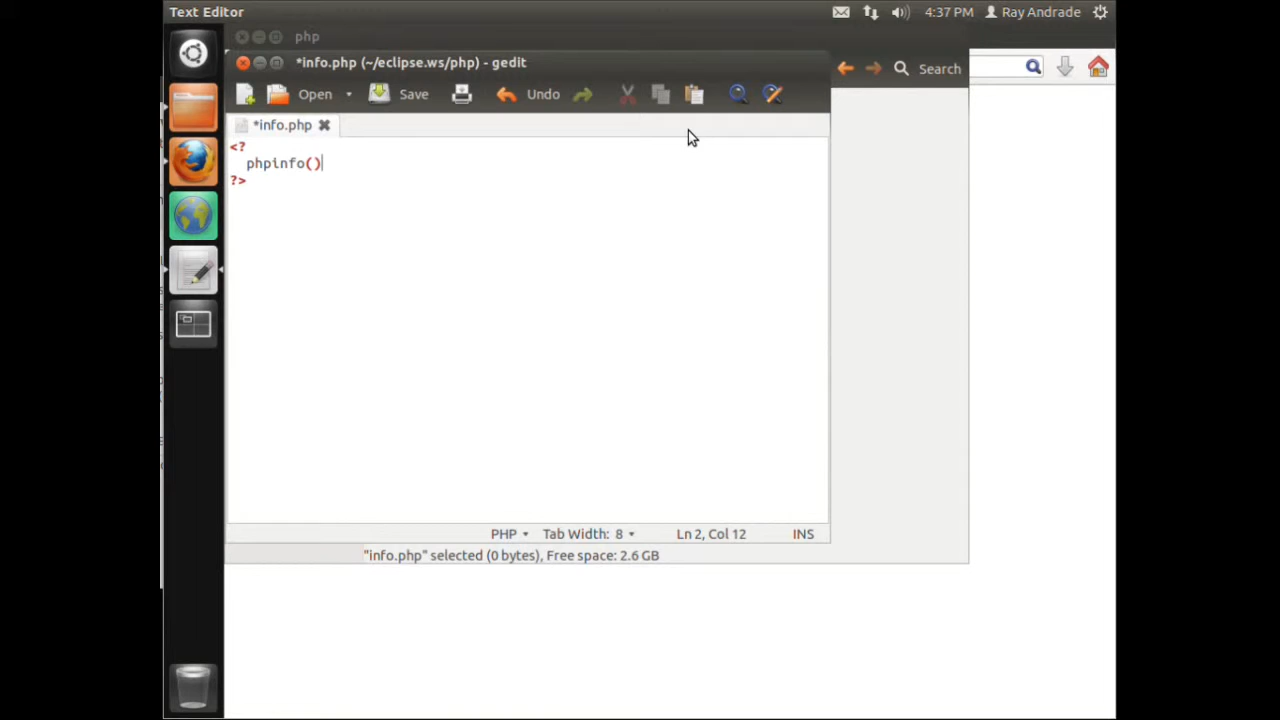 Text Editor 4:37 PM Ray Andrade
php
*info.php (~/eclipse.ws/php) - gedit
Search
Open Save Undo
*info.php
<?
phpinfo()
?>
PHP Tab Width: 8 Ln 2, Col 12 INS
"info.php" selected (0 bytes), Free space: 2.6 GB